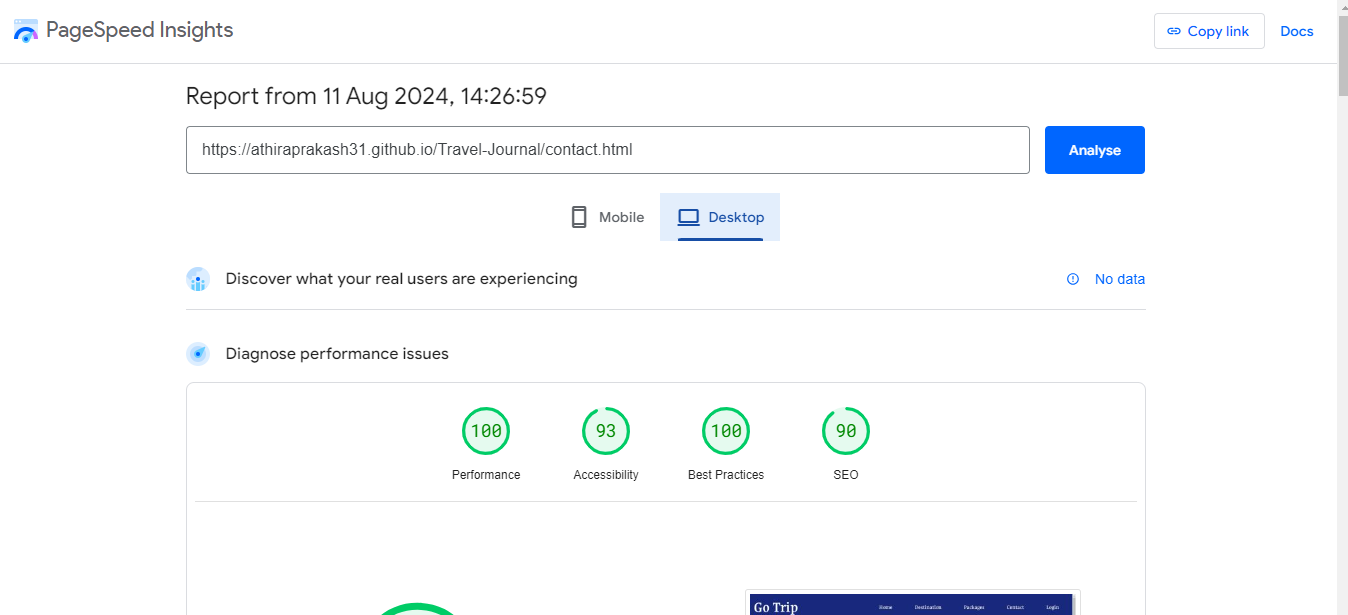 PageSpeed Insights
Copy link
Docs
Report from 11 Aug 2024, 14:26:59
https://athiraprakash31.github.io/Travel-Journal/contact.html
Analyse
Mobile
Desktop
Discover what your real users are experiencing
No data
Diagnose performance issues
100
93
100
90
Performance
Accessibility
Best Practices
SEO
Go Trip
Home
Destination
Packages
Contact
Login